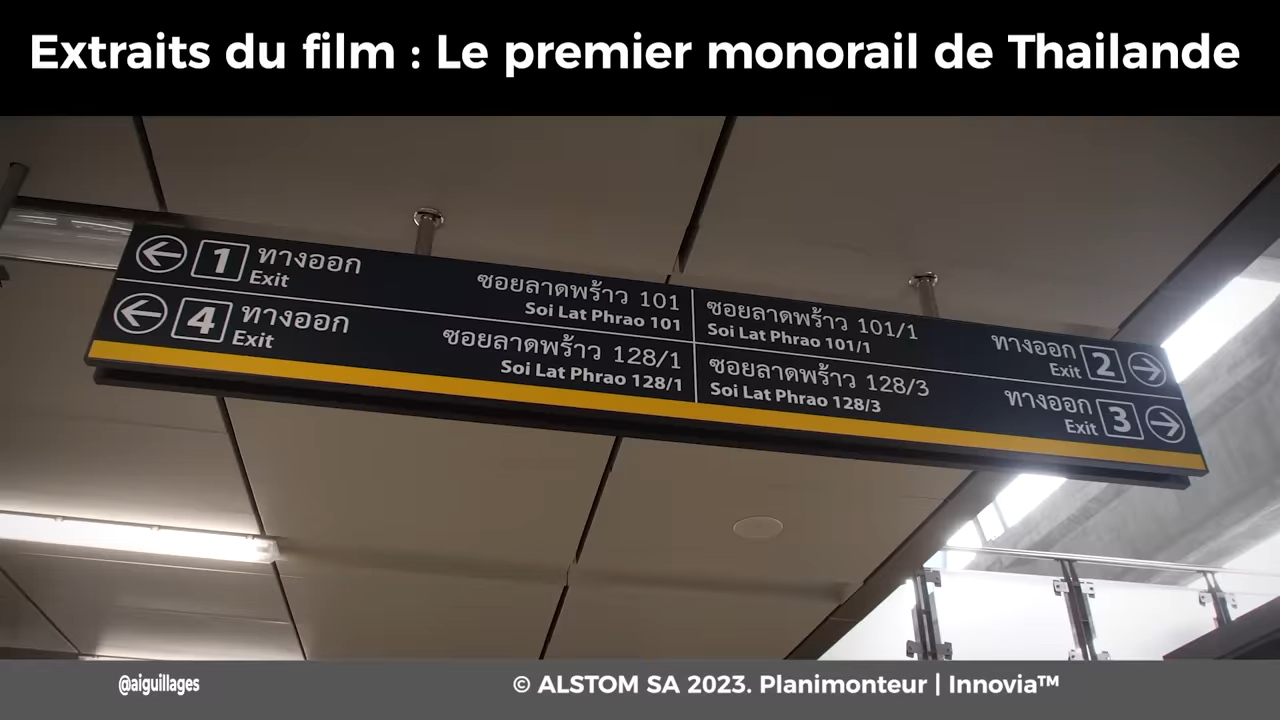 Extraits du film : Le premier monorail de Thailande
1 ทางออก
Exit
ซอยลาดพร้าว 101
Soi Lat Phrao 101
ซอยลาดพร้าว 101/1
Soi Lat Phrao 101/1
ทางออก 2
Exit
4 ทางออก
Exit
ซอยลาดพร้าว 128/1
Soi Lat Phrao 128/1
ซอยลาดพร้าว 128/3
Soi Lat Phrao 128/3
ทางออก 3
Exit
@aiguillages
© ALSTOM SA 2023. Planimonteur | Innovia™